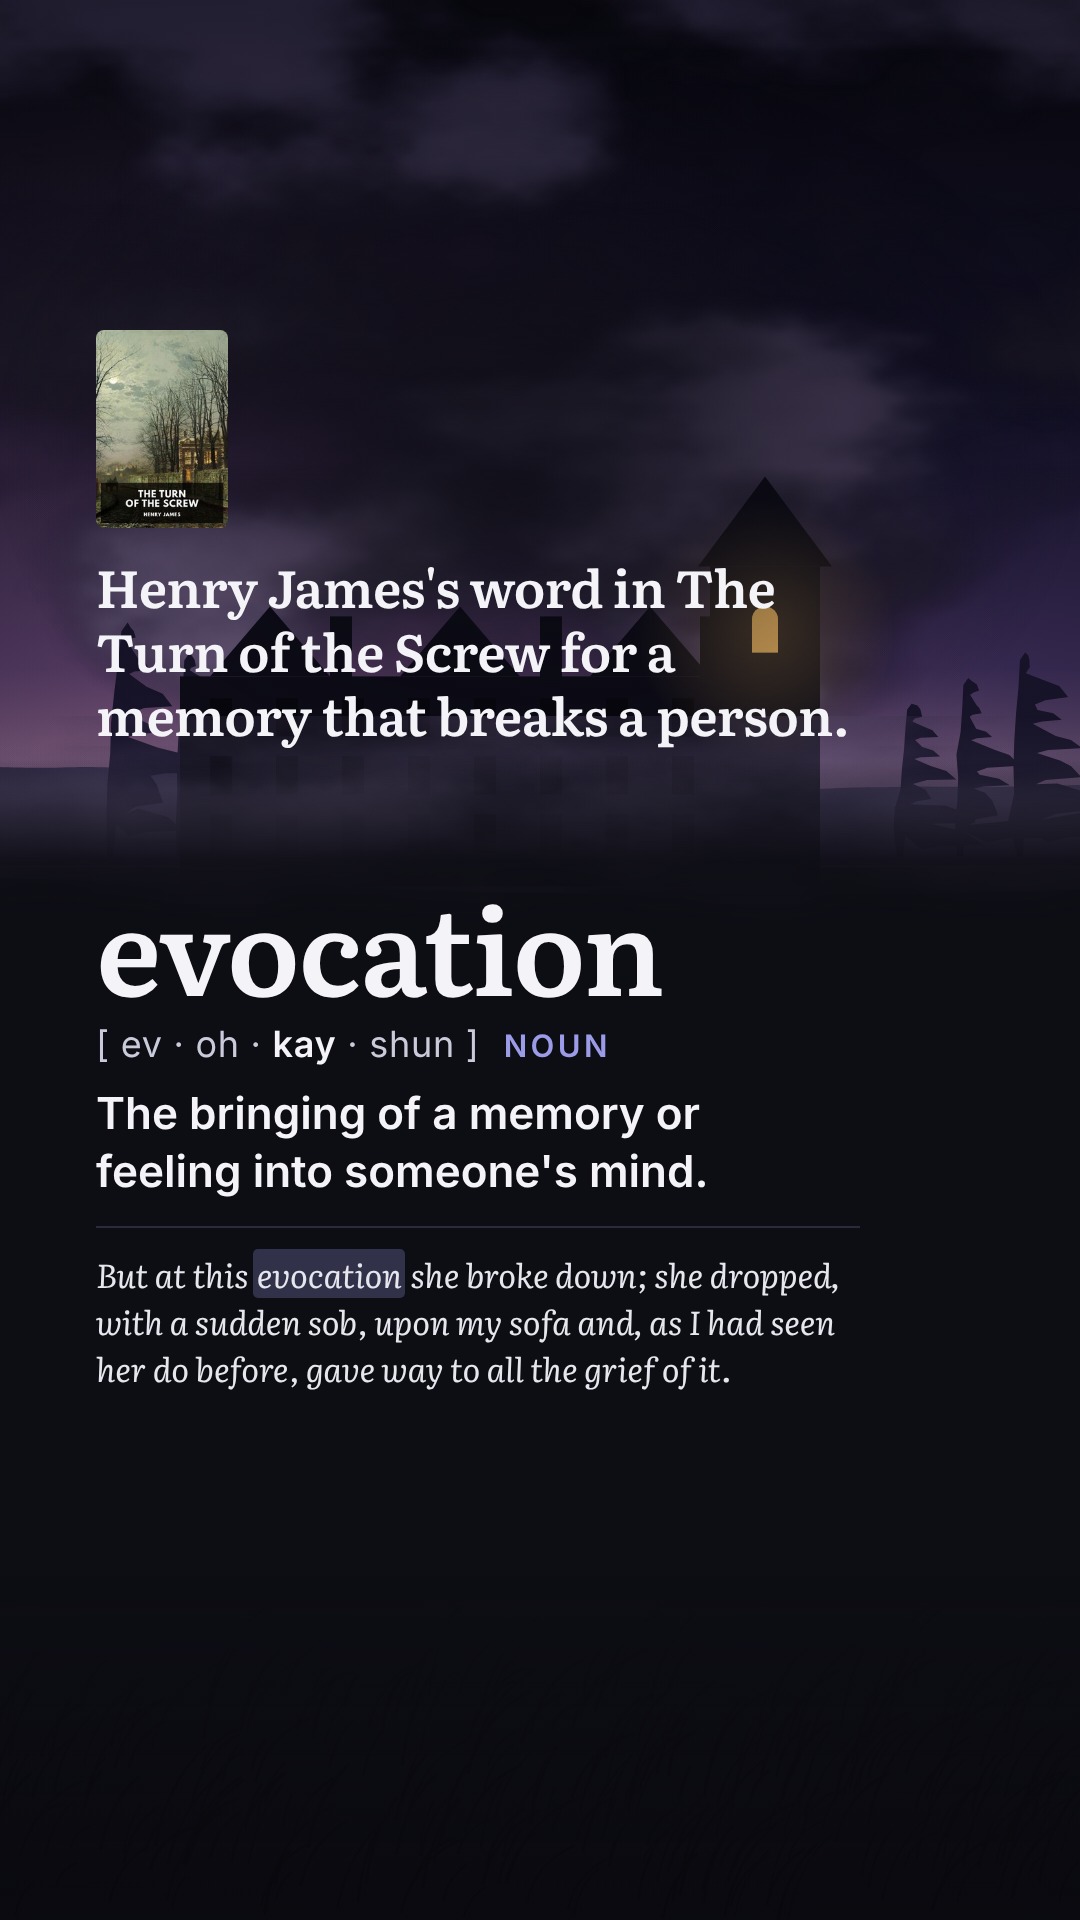 THE TURN
OF THE SCREW
HENRY JAMES
Henry James's word in The
Turn of the Screw for a
memory that breaks a person.
evocation
[ ev · oh · kay · shun ] NOUN
The bringing of a memory or
feeling into someone's mind.
But at this evocation she broke down; she dropped,
with a sudden sob, upon my sofa and, as I had seen
her do before, gave way to all the grief of it.